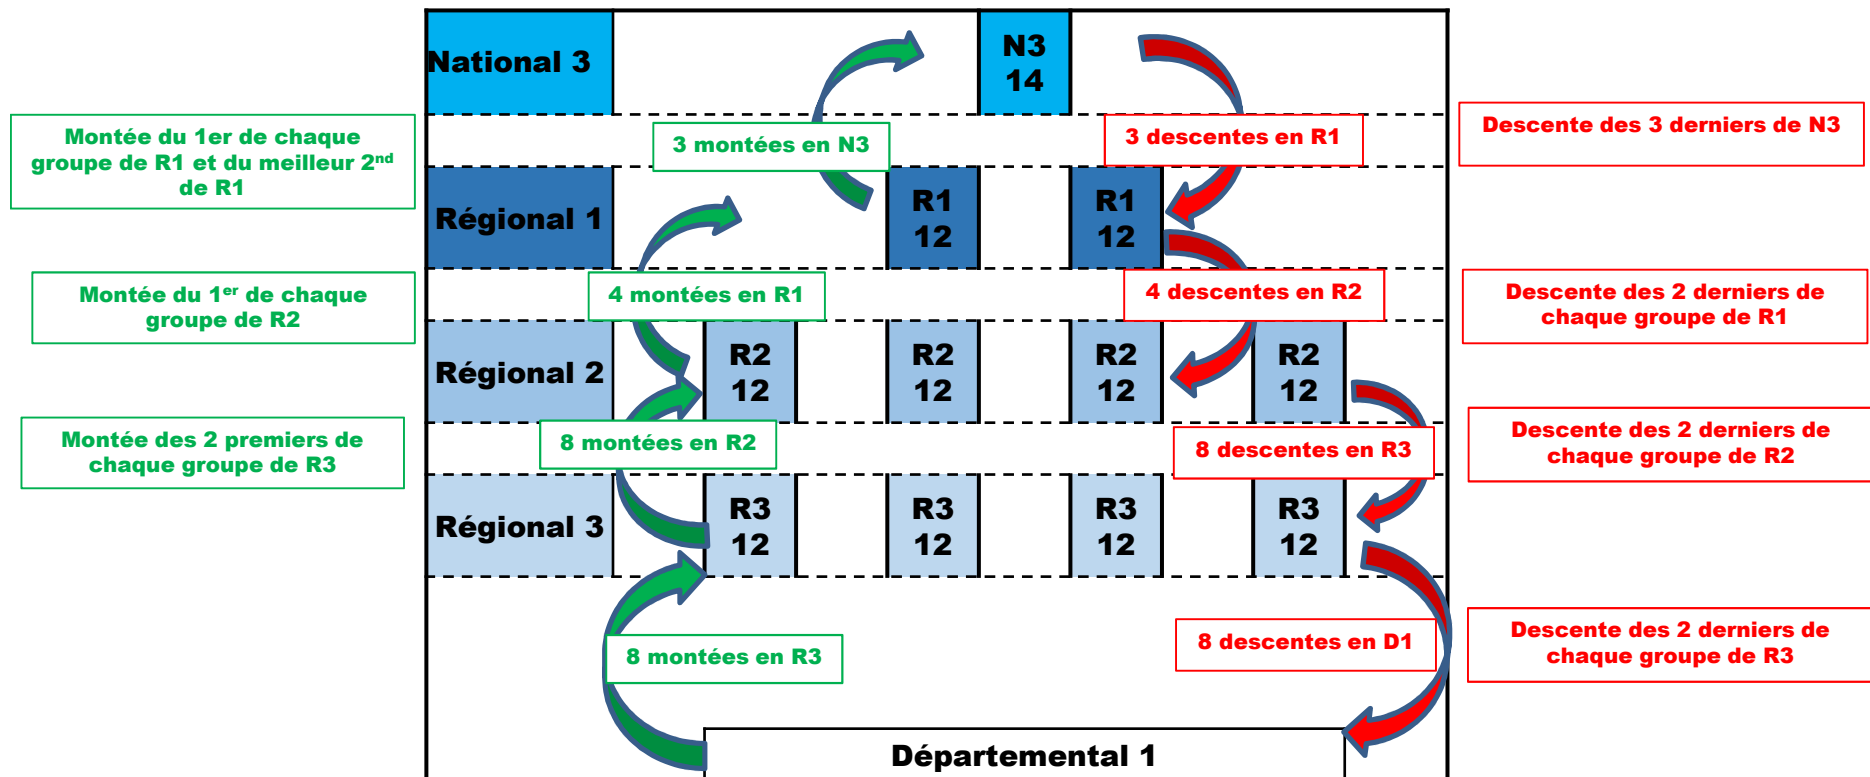 National 3
N3
14
Montée du 1er de chaque
groupe de R1 et du meilleur 2nd
de R1
3 montées en N3
3 descentes en R1
Descente des 3 derniers de N3
Régional 1
R1
12
R1
12
Montée du 1er de chaque
groupe de R2
4 montées en R1
4 descentes en R2
Descente des 2 derniers de
chaque groupe de R1
Régional 2
R2
12
R2
12
R2
12
R2
12
Montée des 2 premiers de
chaque groupe de R3
8 montées en R2
8 descentes en R3
Descente des 2 derniers de
chaque groupe de R2
Régional 3
R3
12
R3
12
R3
12
R3
12
8 montées en R3
8 descentes en D1
Descente des 2 derniers de
chaque groupe de R3
Départemental 1